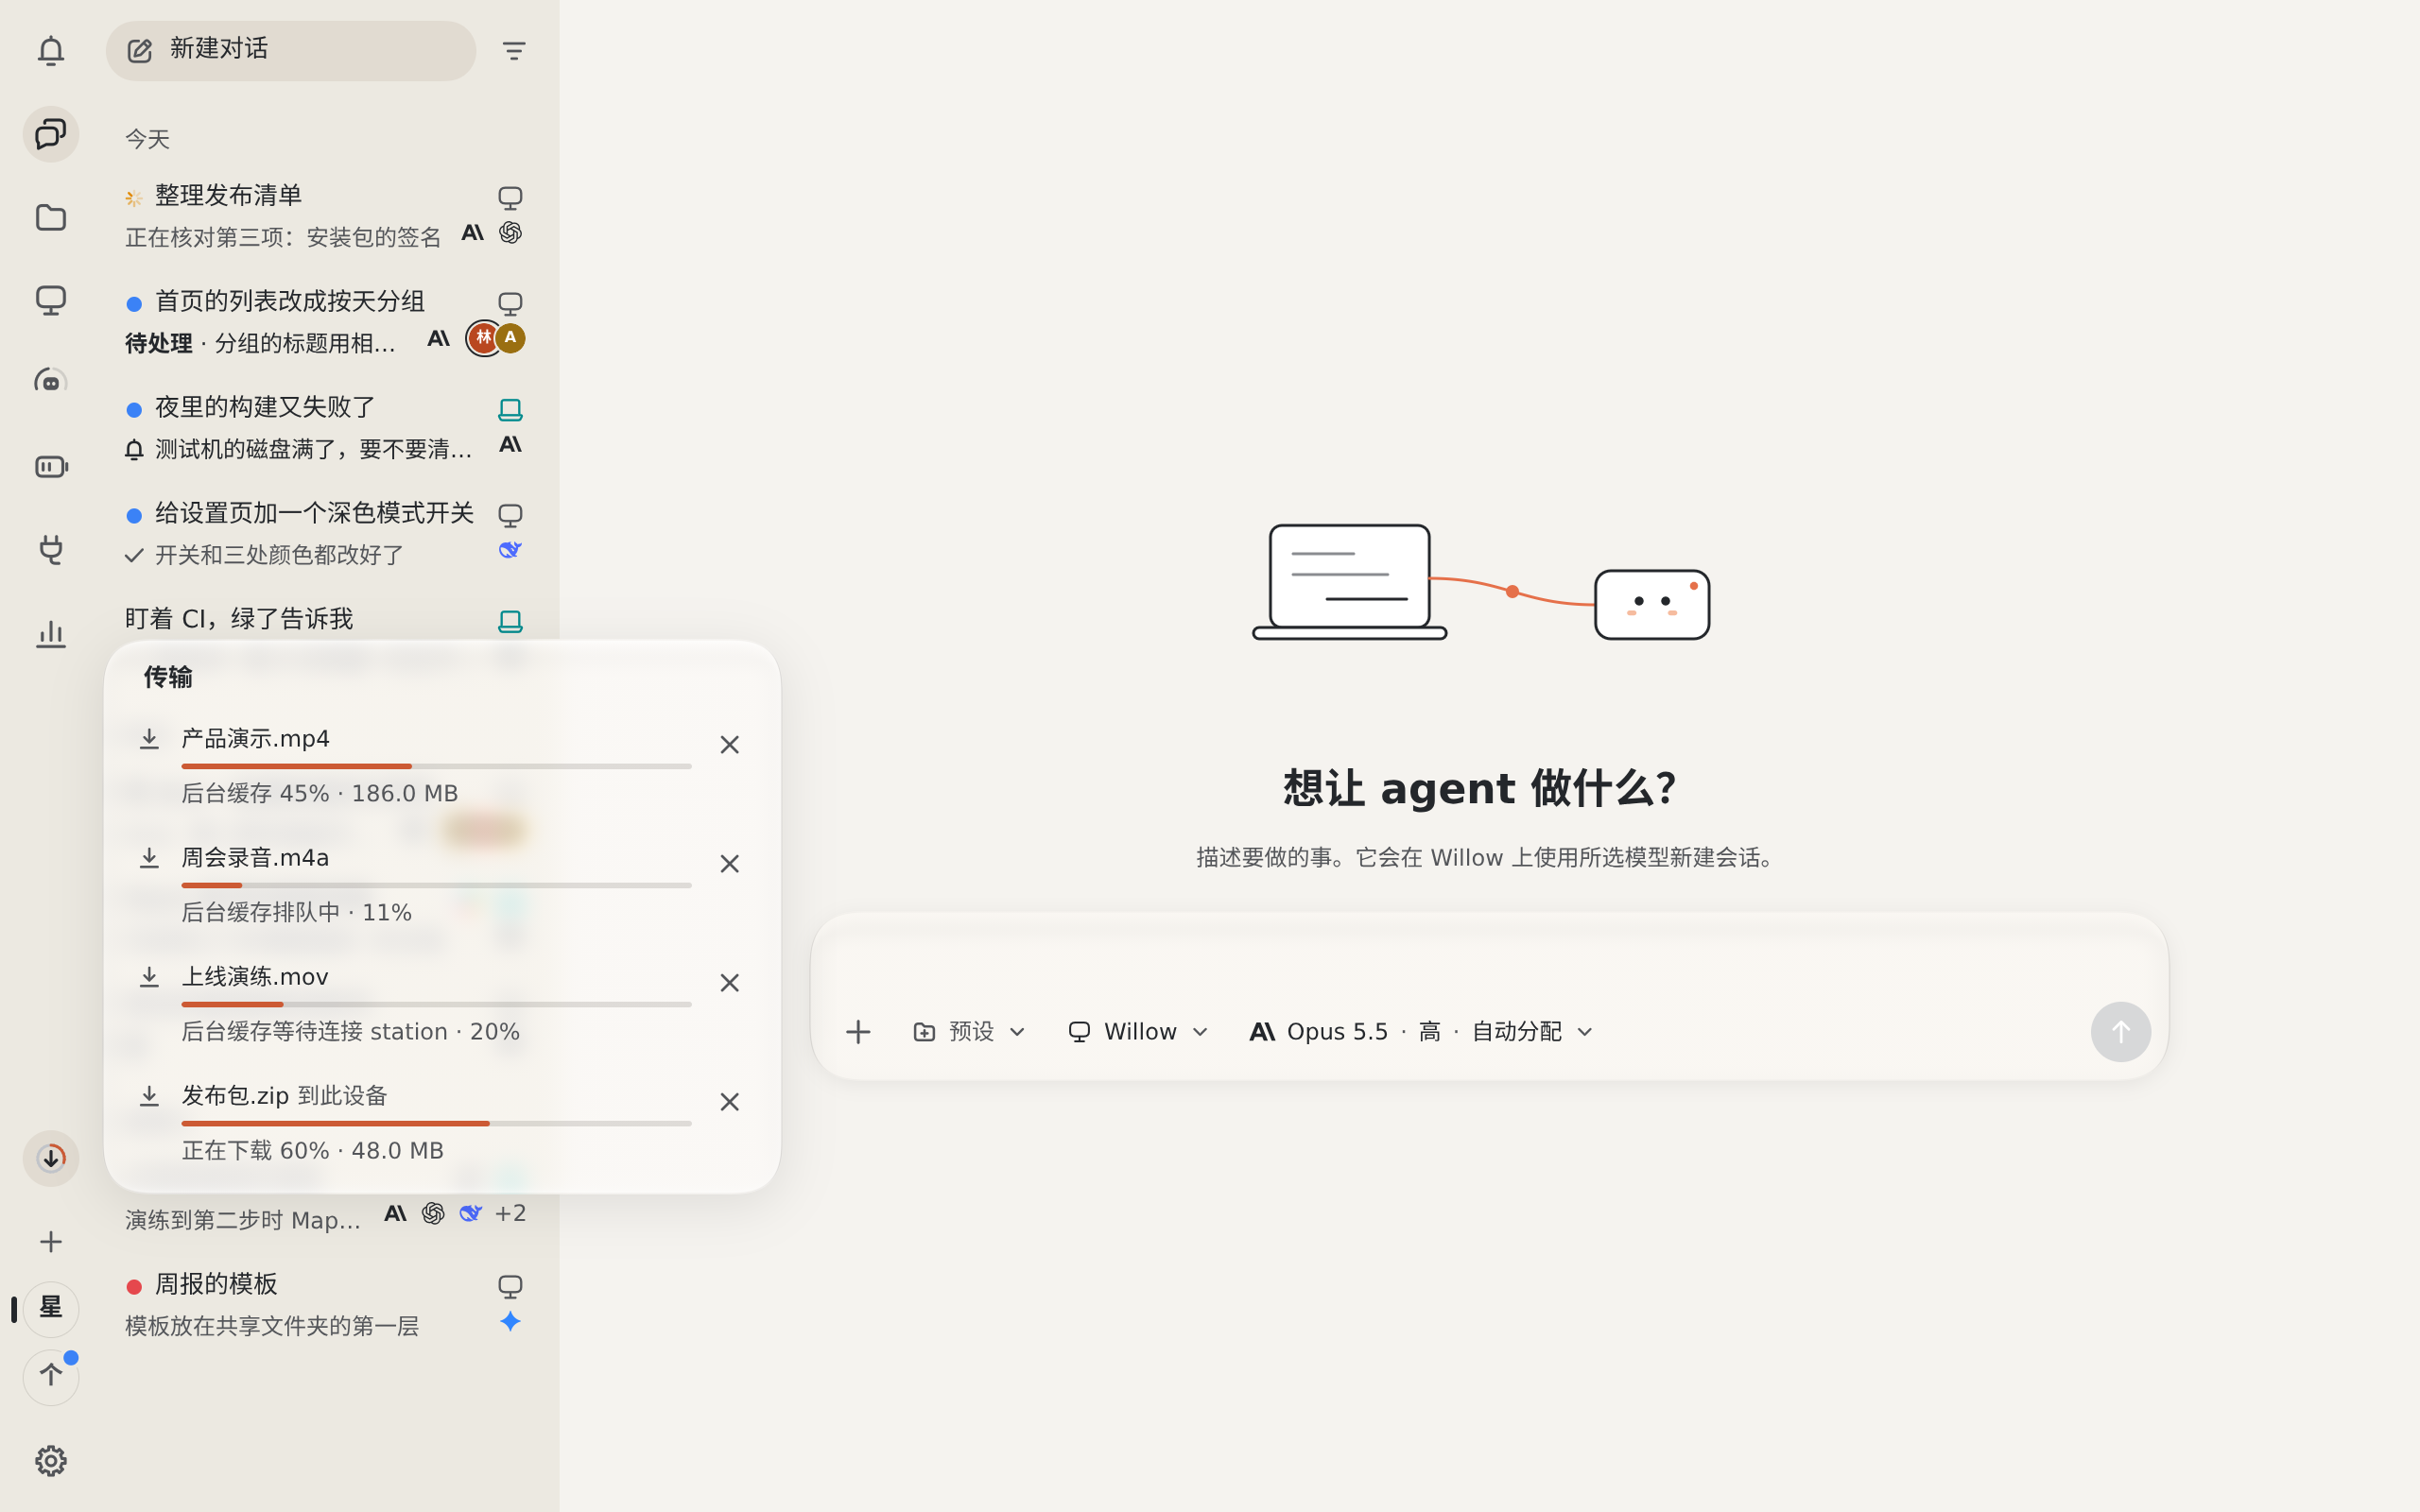 新建对话
今天
整理发布清单
正在核对第三项：安装包的签名
首页的列表改成按天分组
待处理 · 分组的标题用相…
林 A
夜里的构建又失败了
测试机的磁盘满了，要不要清…
给设置页加一个深色模式开关
开关和三处颜色都改好了
盯着 CI，绿了告诉我
传输
产品演示.mp4
后台缓存 45% · 186.0 MB
周会录音.m4a
后台缓存排队中 · 11%
上线演练.mov
后台缓存等待连接 station · 20%
发布包.zip 到此设备
正在下载 60% · 48.0 MB
演练到第二步时 Map… +2
周报的模板
模板放在共享文件夹的第一层
星
个
想让 agent 做什么？
描述要做的事。它会在 Willow 上使用所选模型新建会话。
预设 Willow Opus 5.5 · 高 · 自动分配